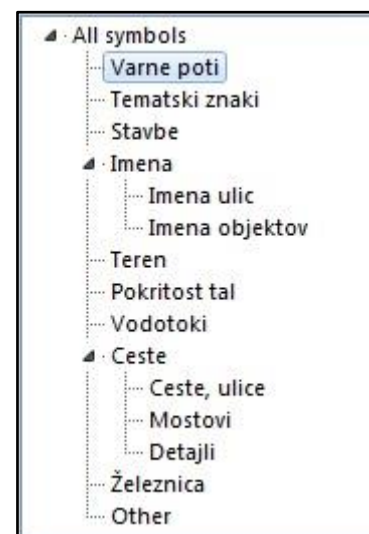 All symbols
Varne poti
Tematski znaki
Stavbe
Imena
Imena ulic
Imena objektov
Teren
Pokritost tal
Vodotoki
Ceste
Ceste, ulice
Mostovi
Detajli
Železnica
Other